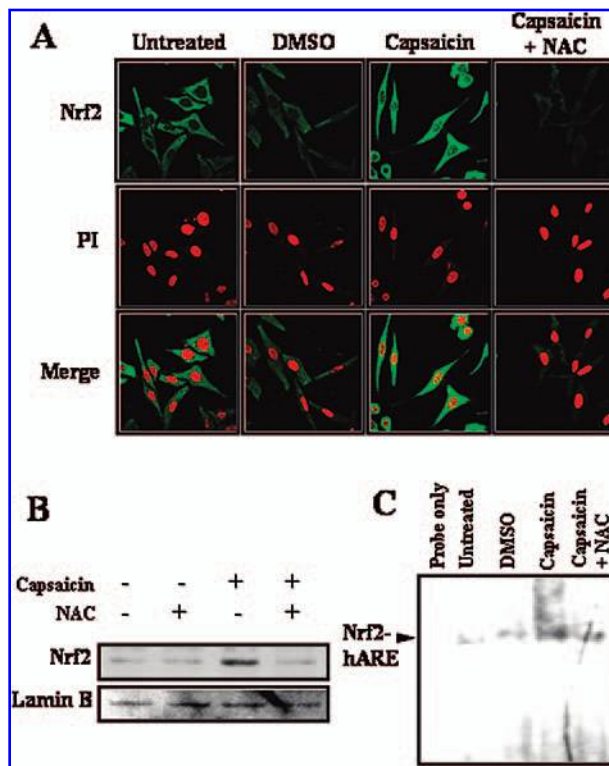 A
Untreated DMSO Capsaicin Capsaicin + NAC
Nrf2
PI
Merge
B
Capsaicin - - + +
NAC - + - +
Nrf2
Lamin B
C
Probe only
Untreated
DMSO
Capsaicin
Capsaicin
+ NAC
Nrf2-
hARE